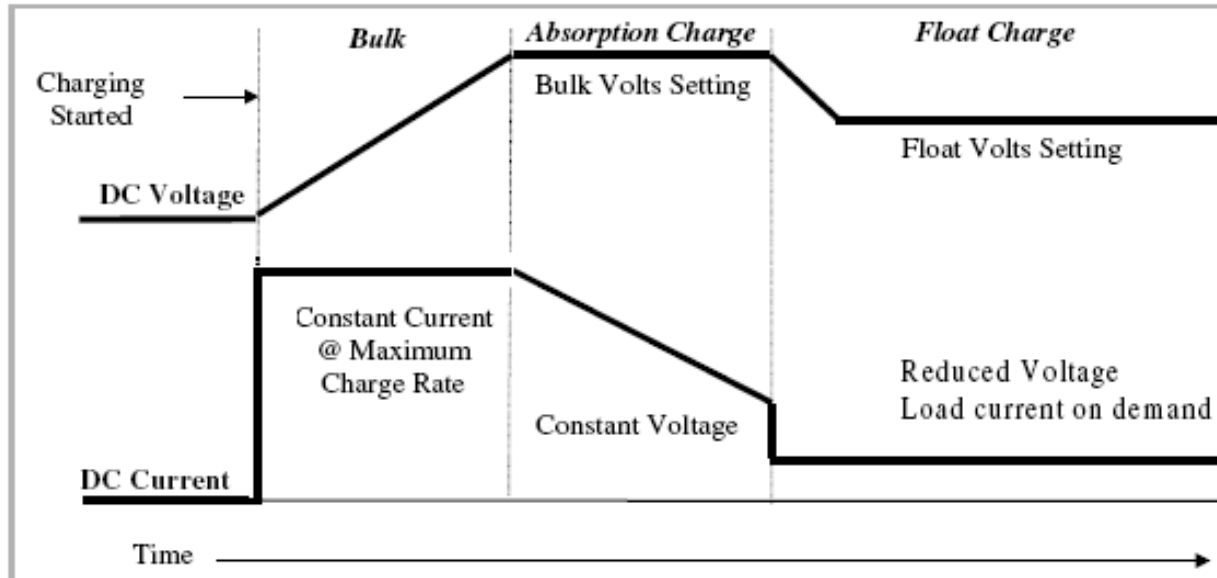 Bulk
Absorption Charge
Float Charge
Charging
Started
Bulk Volts Setting
Float Volts Setting
DC Voltage
Constant Current
@ Maximum
Charge Rate
Constant Voltage
Reduced Voltage
Load current on demand
DC Current
Time